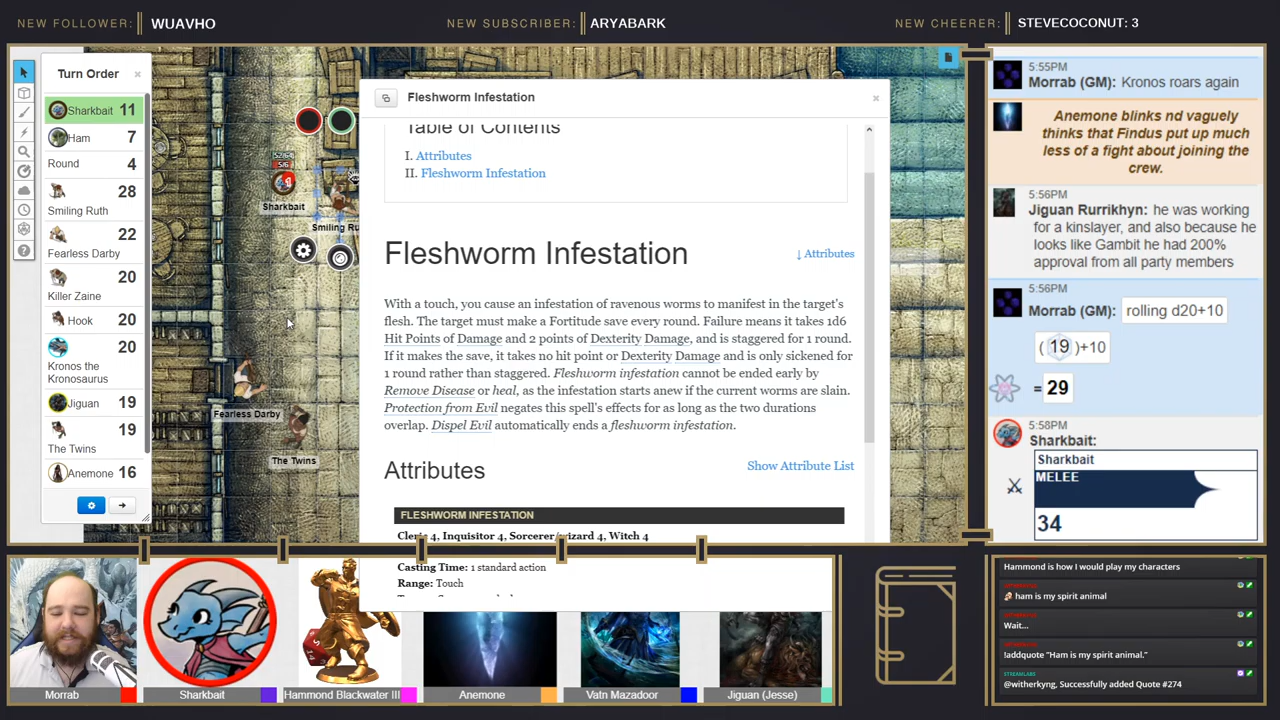 NEW FOLLOWER: WUAVHO
NEW SUBSCRIBER: ARYABARK
NEW CHEERER: STEVECOCONUT: 3
Turn Order ×
Sharkbait 11
Ham 7
Round 4
28
Smiling Ruth
22
Fearless Darby
20
Killer Zaine
Hook 20
20
Kronos the
Kronosaurus
Jiguan 19
19
The Twins
Anemone 16
Sharkbait
Smiling Ru
Fearless Darby
The Twins
Fleshworm Infestation ×
Table of Contents
I. Attributes
II. Fleshworm Infestation
Fleshworm Infestation
↓ Attributes
With a touch, you cause an infestation of ravenous worms to manifest in the target's
flesh. The target must make a Fortitude save every round. Failure means it takes 1d6
Hit Points of Damage and 2 points of Dexterity Damage, and is staggered for 1 round.
If it makes the save, it takes no hit point or Dexterity Damage and is only sickened for
1 round rather than staggered. Fleshworm infestation cannot be ended early by
Remove Disease or heal, as the infestation starts anew if the current worms are slain.
Protection from Evil negates this spell's effects for as long as the two durations
overlap. Dispel Evil automatically ends a fleshworm infestation.
Attributes
Show Attribute List
FLESHWORM INFESTATION
Cleric 4, Inquisitor 4, Sorcerer/wizard 4, Witch 4
Casting Time: 1 standard action
Range: Touch
5:55PM
Morrab (GM): Kronos roars again
Anemone blinks nd vaguely
thinks that Findus put up much
less of a fight about joining the
crew.
5:56PM
Jiguan Rurrikhyn: he was working
for a kinslayer, and also because he
looks like Gambit he had 200%
approval from all party members
5:56PM
Morrab (GM): rolling d20+10
(19)+10
= 29
5:58PM
Sharkbait:
Sharkbait
MELEE
34
Morrab
Sharkbait
Hammond Blackwater III
Anemone
Vatn Mazadoor
Jiguan (Jesse)
Hammond is how I would play my characters
ham is my spirit animal
Wait...
!addquote "Ham is my spirit animal."
STREAMLABS
@witherkyng, Successfully added Quote #274